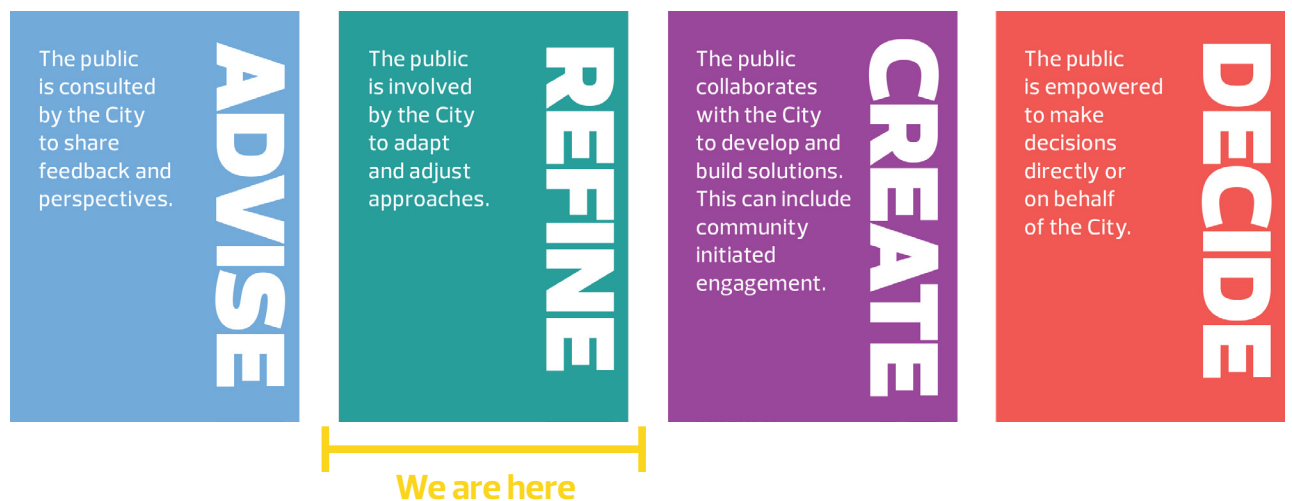 The public
is consulted
by the City
to share
feedback and
perspectives.
ADVISE
The public
is involved
by the City
to adapt
and adjust
approaches.
REFINE
The public
collaborates
with the City
to develop and
build solutions.
This can include
community
initiated
engagement.
CREATE
The public
is empowered
to make
decisions
directly or
on behalf
of the City.
DECIDE
We are here